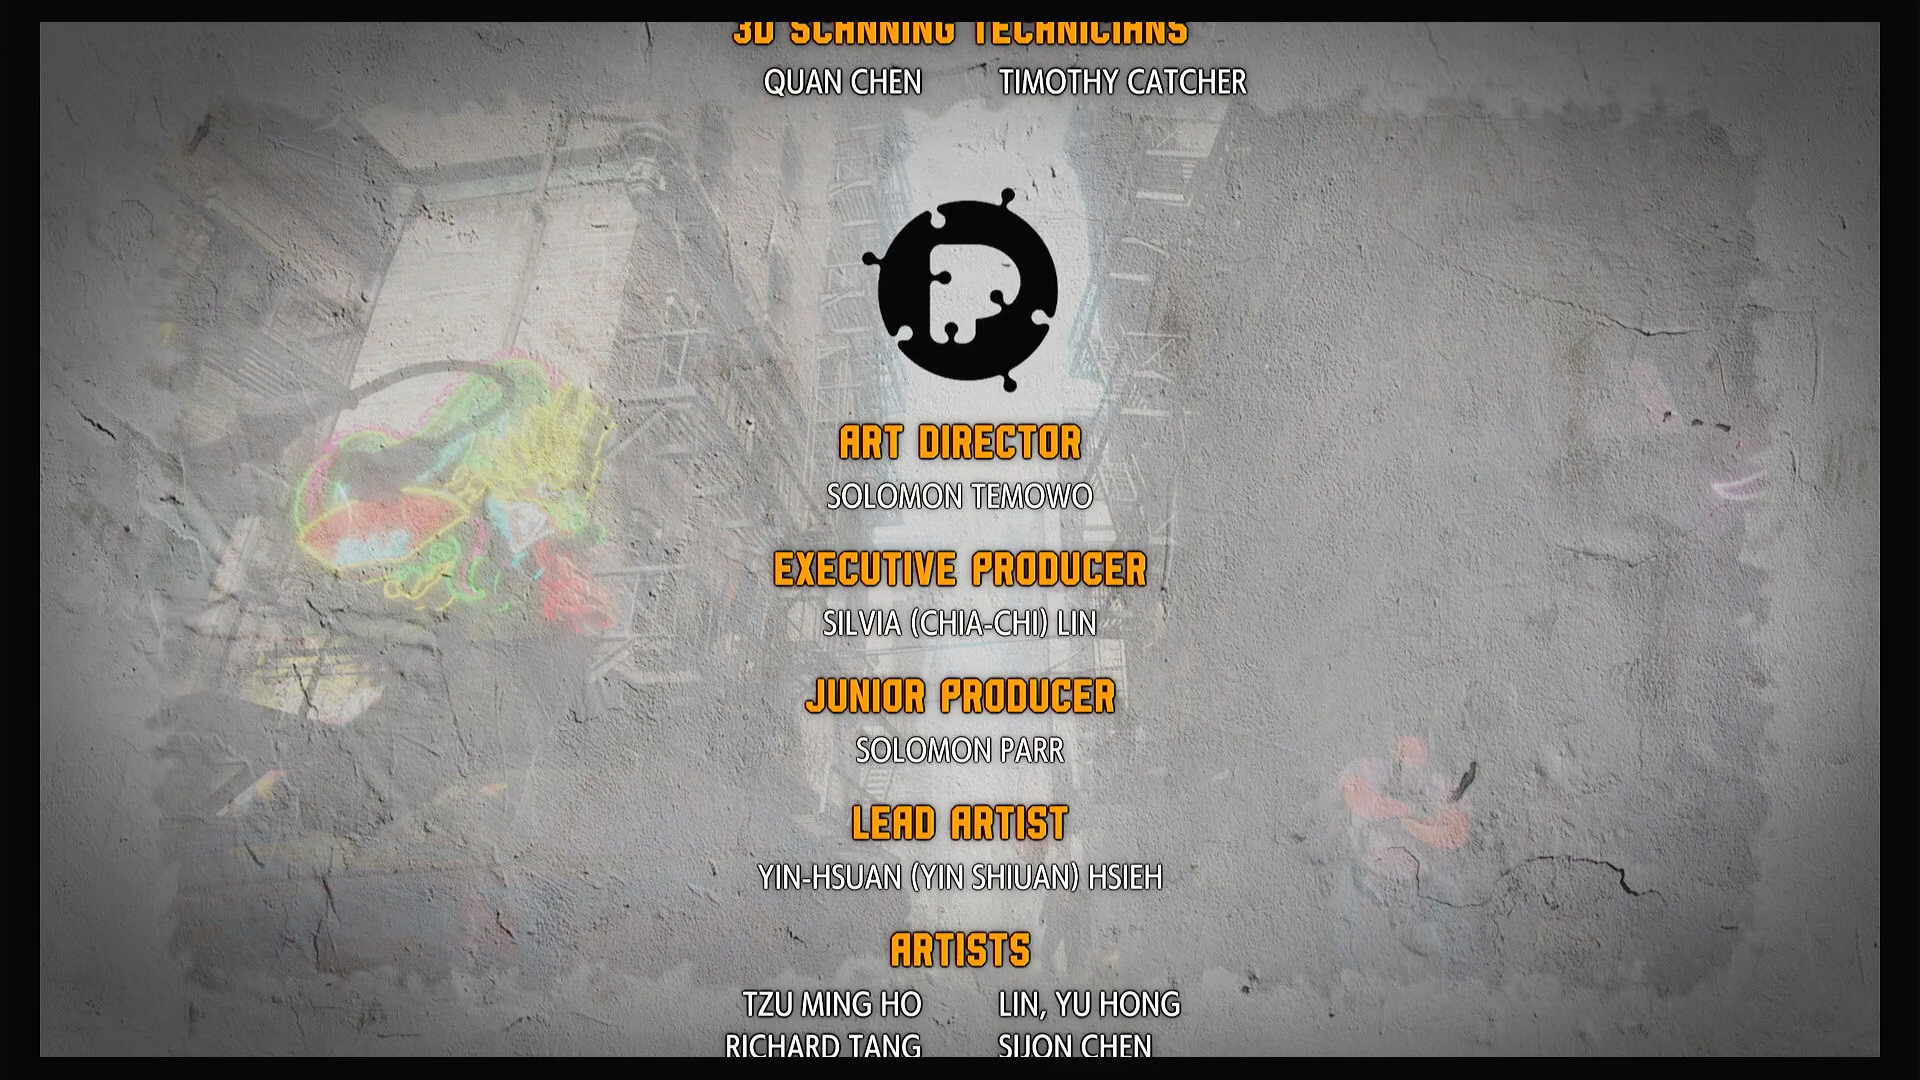 3D SCANNING TECHNICIANS
QUAN CHEN TIMOTHY CATCHER
P
ART DIRECTOR
SOLOMON TEMOWO
EXECUTIVE PRODUCER
SILVIA (CHIA-CHI) LIN
JUNIOR PRODUCER
SOLOMON PARR
LEAD ARTIST
YIN-HSUAN (YIN SHIUAN) HSIEH
ARTISTS
TZU MING HO LIN, YU HONG
RICHARD TANG SIJON CHEN